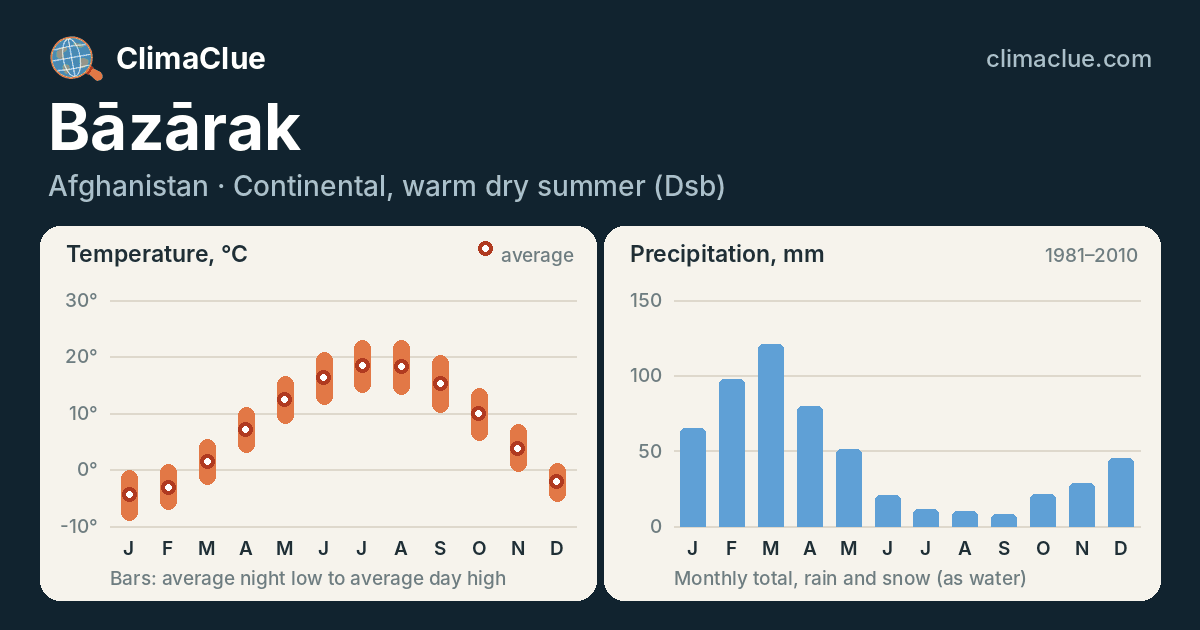 ClimaClue
climaclue.com
Bāzārak
Afghanistan · Continental, warm dry summer (Dsb)
Temperature, °C
average
30°
20°
10°
0°
-10°
J F M A M J J A S O N D
Bars: average night low to average day high
Precipitation, mm
1981–2010
150
100
50
0
J F M A M J J A S O N D
Monthly total, rain and snow (as water)